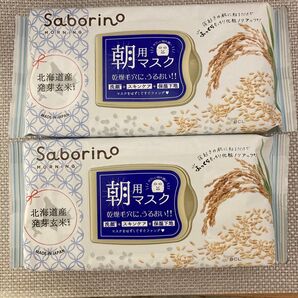 Saborino
MORNING
朝用マスク
乾燥毛穴に、うるおい!!
洗顔
スキンケア
保湿下地
北海道産
発芽玄米
MADE IN JAPAN
BCL
Saborino
MORNING
朝用マスク
乾燥毛穴に、うるおい!!
洗顔
スキンケア
保湿下地
北海道産
発芽玄米
MADE IN JAPAN
BCL